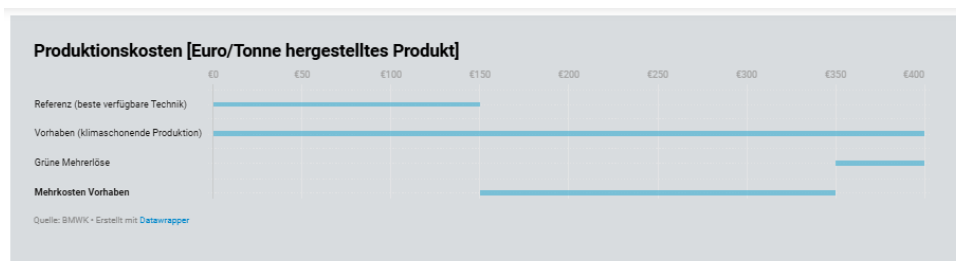 Produktionskosten [Euro/Tonne hergestelltes Produkt]
€0 €50 €100 €150 €200 €250 €300 €350 €400
Referenz (beste verfügbare Technik)
Vorhaben (klimaschonende Produktion)
Grüne Mehrerlöse
Mehrkosten Vorhaben
Quelle: BMWK • Erstellt mit Datawrapper